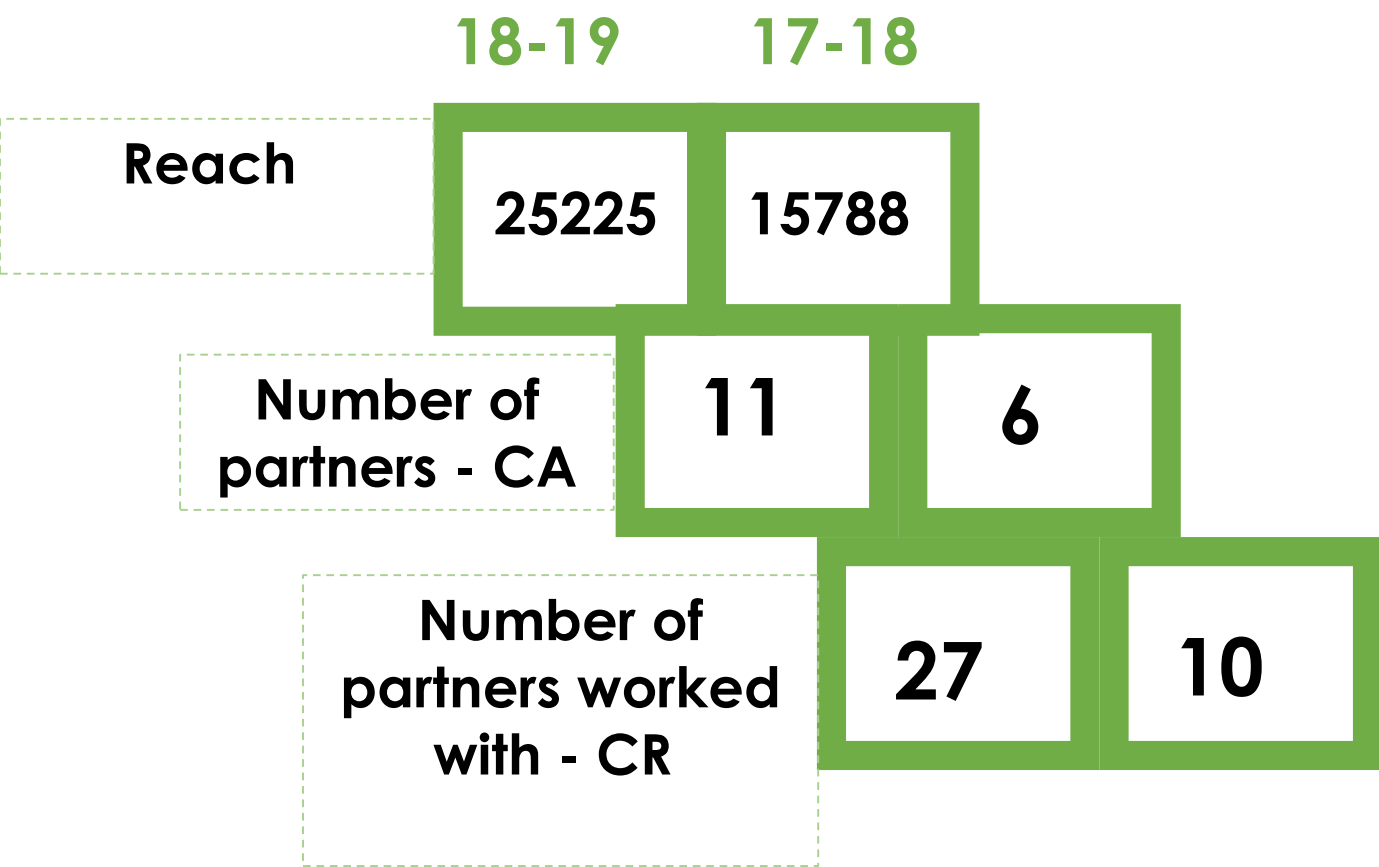 18-19 17-18
Reach
25225 15788
Number of
partners - CA
11 6
Number of
partners worked
with - CR
27 10